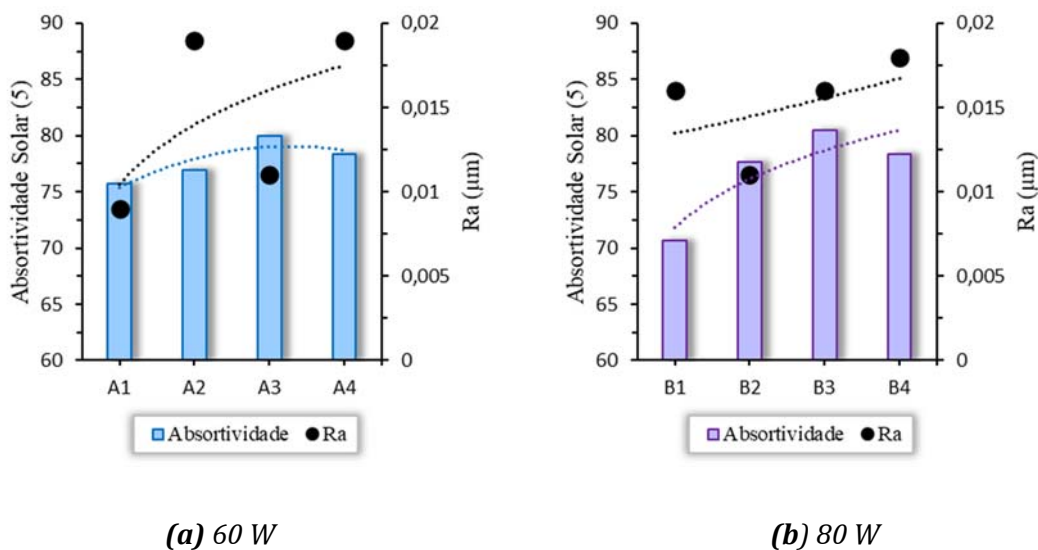 Absortividade Solar (5)
90
85
80
75
70
65
60
0,02
0,015
0,01
0,005
0
Ra (µm)
A1 A2 A3 A4
Absortividade Ra
(a) 60 W
Absortividade Solar (5)
90
85
80
75
70
65
60
0,02
0,015
0,01
0,005
0
Ra (µm)
B1 B2 B3 B4
Absortividade Ra
(b) 80 W